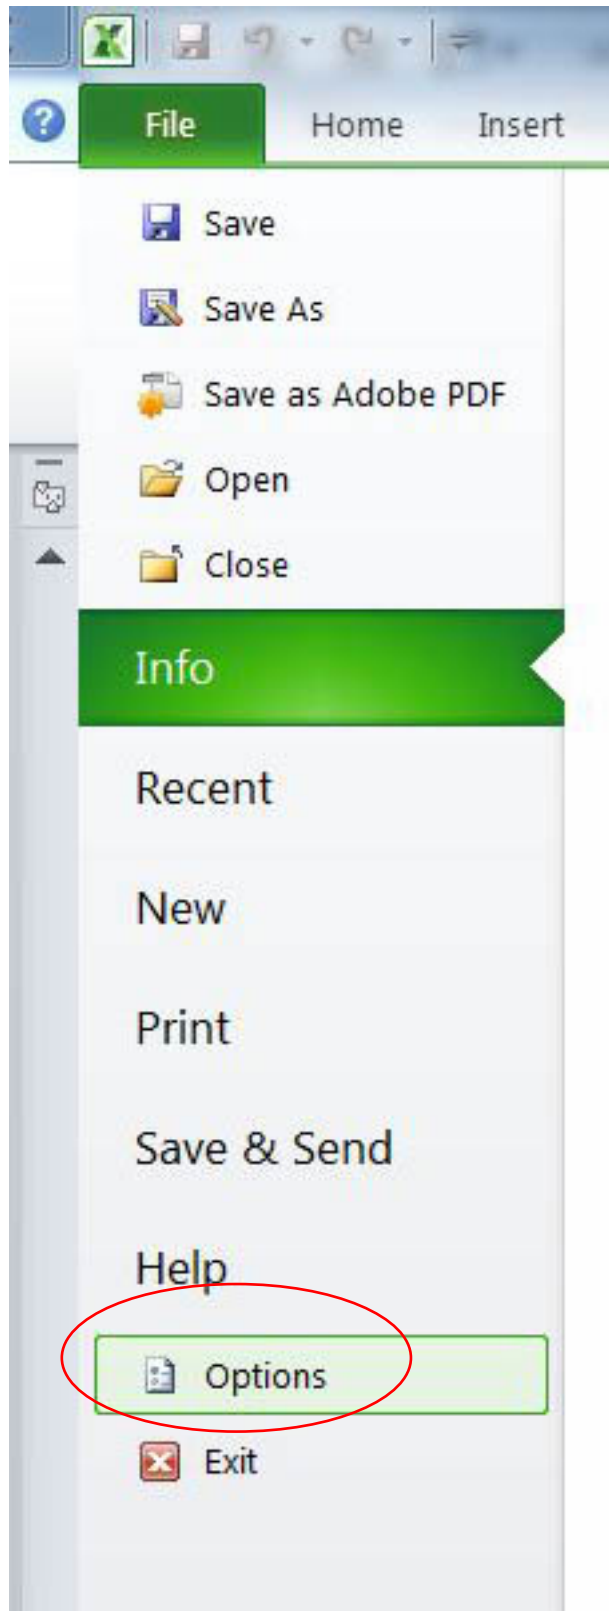 File Home Insert
Save
Save As
Save as Adobe PDF
Open
Close
Info
Recent
New
Print
Save & Send
Help
Options
Exit